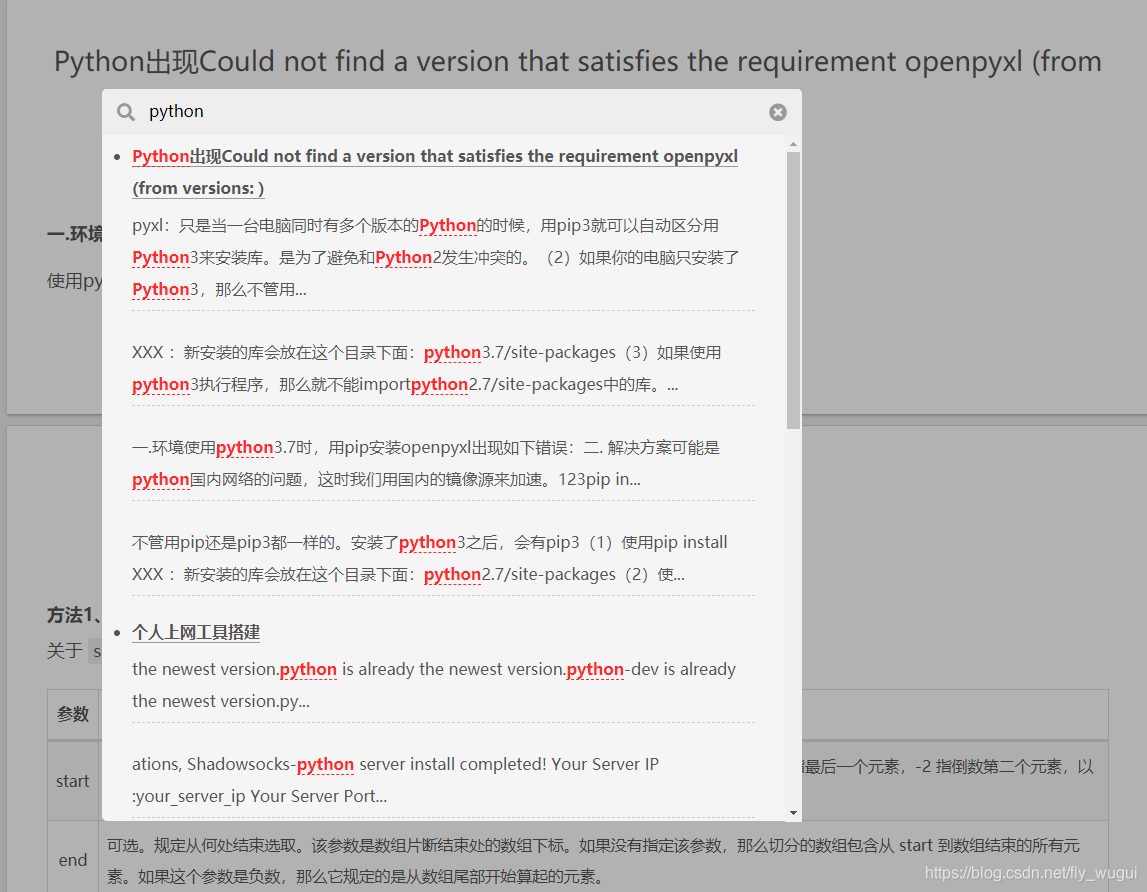 Python出现Could not find a version that satisfies the requirement openpyxl (from
python
Python出现Could not find a version that satisfies the requirement openpyxl
(from versions: )
pyxl：只是当一台电脑同时有多个版本的Python的时候，用pip3就可以自动区分用
Python3来安装库。是为了避免和Python2发生冲突的。（2）如果你的电脑只安装了
Python3，那么不管用...
XXX ：新安装的库会放在这个目录下面：python3.7/site-packages（3）如果使用
python3执行程序，那么就不能importpython2.7/site-packages中的库。...
一.环境使用python3.7时，用pip安装openpyxl出现如下错误：二. 解决方案可能是
python国内网络的问题，这时我们用国内的镜像源来加速。123pip in...
不管用pip还是pip3都一样的。安装了python3之后，会有pip3（1）使用pip install
XXX ：新安装的库会放在这个目录下面：python2.7/site-packages（2）使...
个人上网工具搭建
the newest version.python is already the newest version.python-dev is already
the newest version.py...
ations, Shadowsocks-python server install completed! Your Server IP
:your_server_ip Your Server Port...
一.环境
使用py
方法1、
关于 s
参数
start
最后一个元素，-2 指倒数第二个元素，以
end
可选。规定从何处结束选取。该参数是数组片断结束处的数组下标。如果没有指定该参数，那么切分的数组包含从 start 到数组结束的所有元
素。如果这个参数是负数，那么它规定的是从数组尾部开始算起的元素。
https://blog.csdn.net/fly_wugui